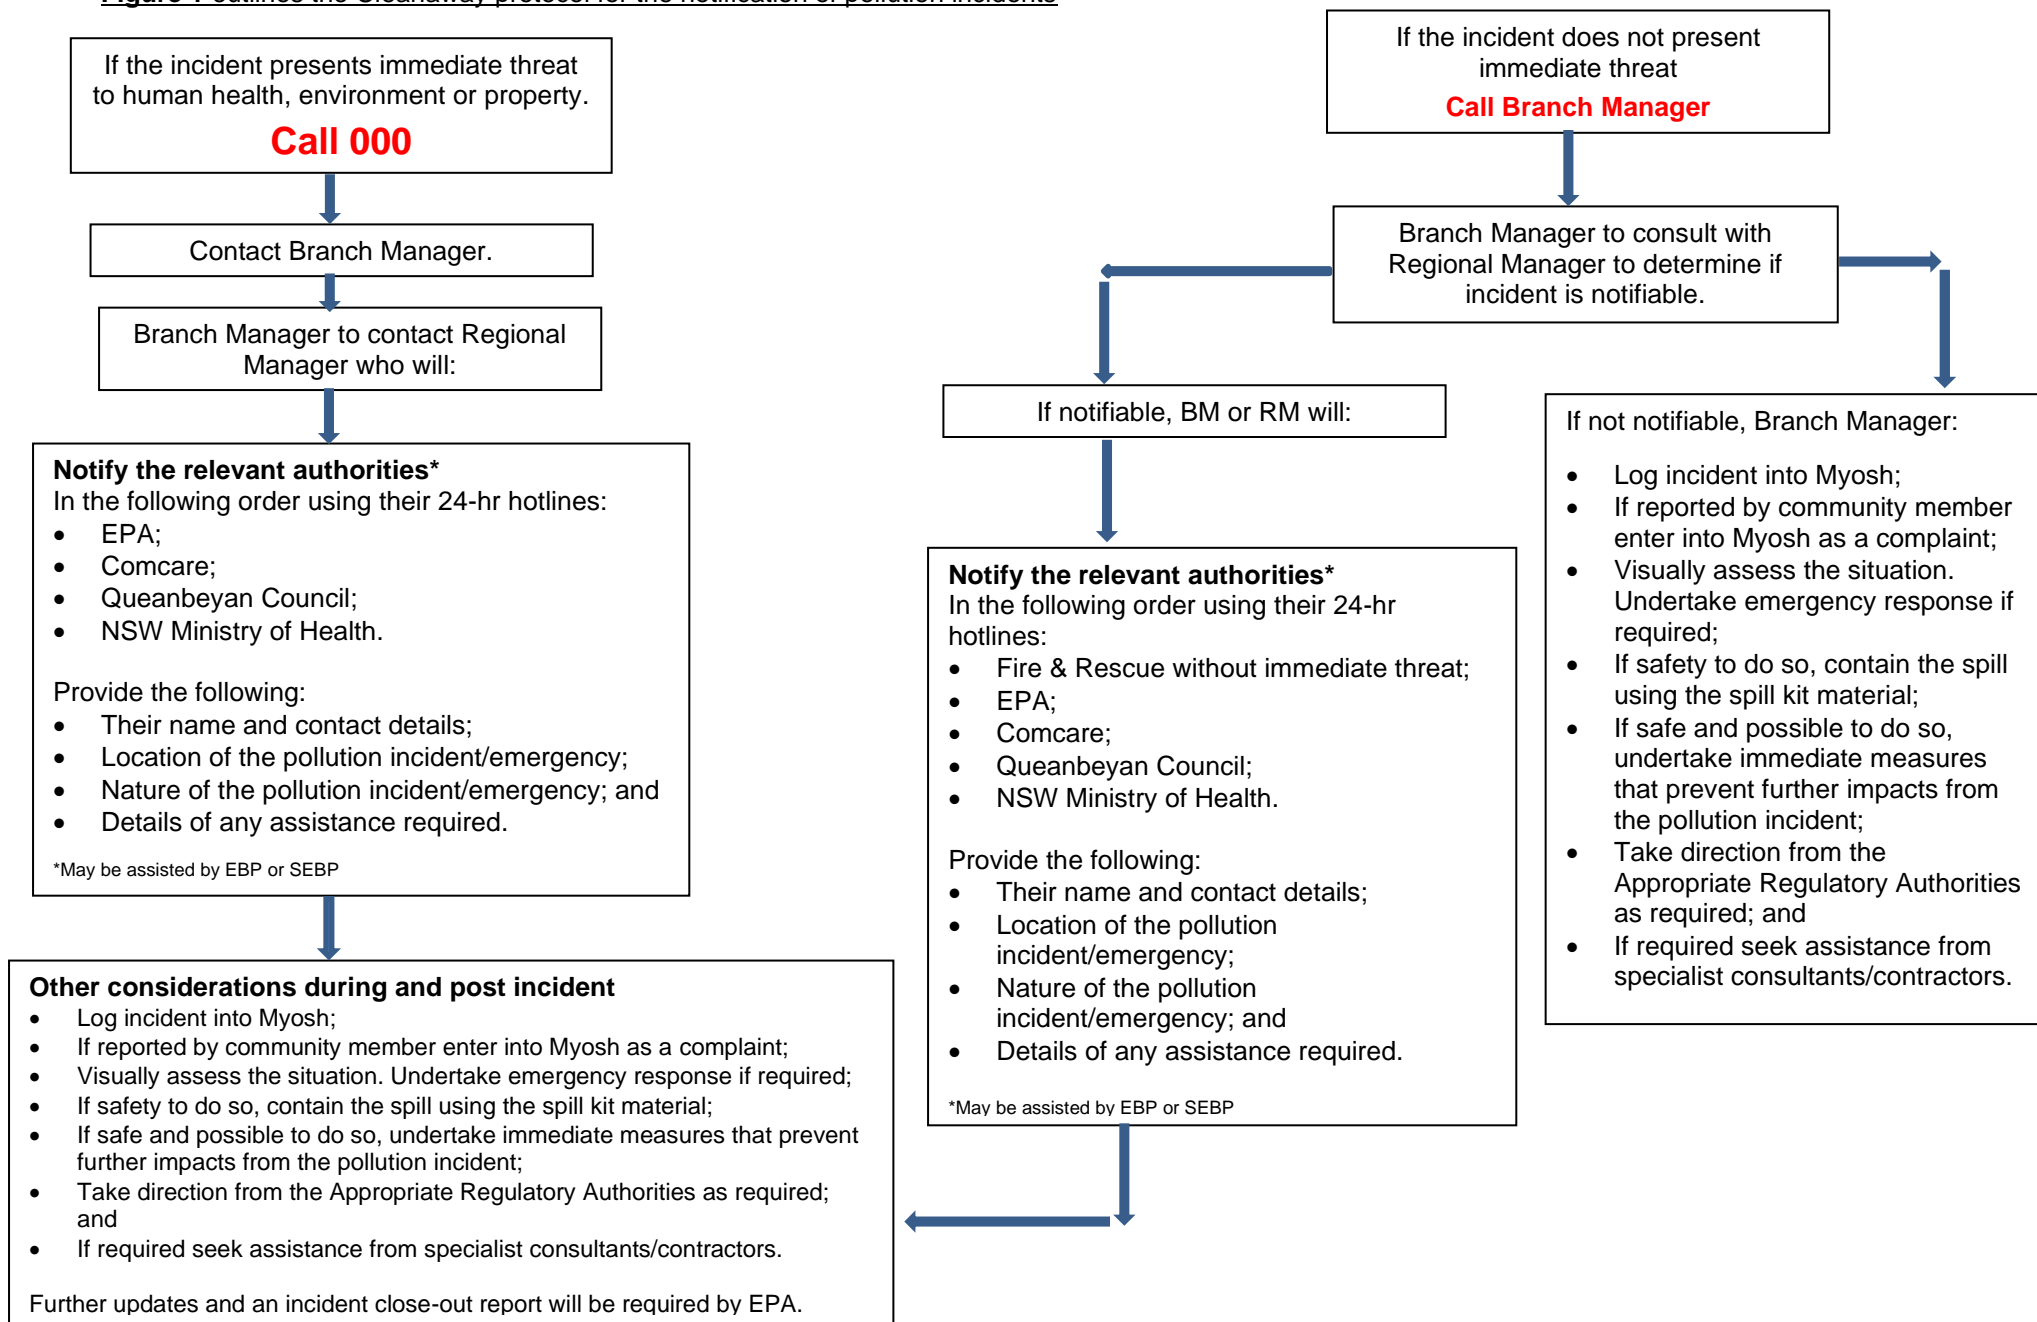 Figure 1 outlines the Cleanaway protocol for the notification of pollution incidents
If the incident presents immediate threat
to human health, environment or property.
Call 000
Contact Branch Manager.
Branch Manager to contact Regional
Manager who will:
Notify the relevant authorities*
In the following order using their 24-hr hotlines:
• EPA;
• Comcare;
• Queanbeyan Council;
• NSW Ministry of Health.
Provide the following:
• Their name and contact details;
• Location of the pollution incident/emergency;
• Nature of the pollution incident/emergency; and
• Details of any assistance required.
*May be assisted by EBP or SEBP
Other considerations during and post incident
• Log incident into Myosh;
• If reported by community member enter into Myosh as a complaint;
• Visually assess the situation. Undertake emergency response if required;
• If safety to do so, contain the spill using the spill kit material;
• If safe and possible to do so, undertake immediate measures that prevent
further impacts from the pollution incident;
• Take direction from the Appropriate Regulatory Authorities as required;
and
• If required seek assistance from specialist consultants/contractors.
Further updates and an incident close-out report will be required by EPA.
If the incident does not present
immediate threat
Call Branch Manager
Branch Manager to consult with
Regional Manager to determine if
incident is notifiable.
If notifiable, BM or RM will:
Notify the relevant authorities*
In the following order using their 24-hr
hotlines:
• Fire & Rescue without immediate threat;
• EPA;
• Comcare;
• Queanbeyan Council;
• NSW Ministry of Health.
Provide the following:
• Their name and contact details;
• Location of the pollution
incident/emergency;
• Nature of the pollution
incident/emergency; and
• Details of any assistance required.
*May be assisted by EBP or SEBP
If not notifiable, Branch Manager:
• Log incident into Myosh;
• If reported by community member
enter into Myosh as a complaint;
• Visually assess the situation.
Undertake emergency response if
required;
• If safety to do so, contain the spill
using the spill kit material;
• If safe and possible to do so,
undertake immediate measures
that prevent further impacts from
the pollution incident;
• Take direction from the
Appropriate Regulatory Authorities
as required; and
• If required seek assistance from
specialist consultants/contractors.